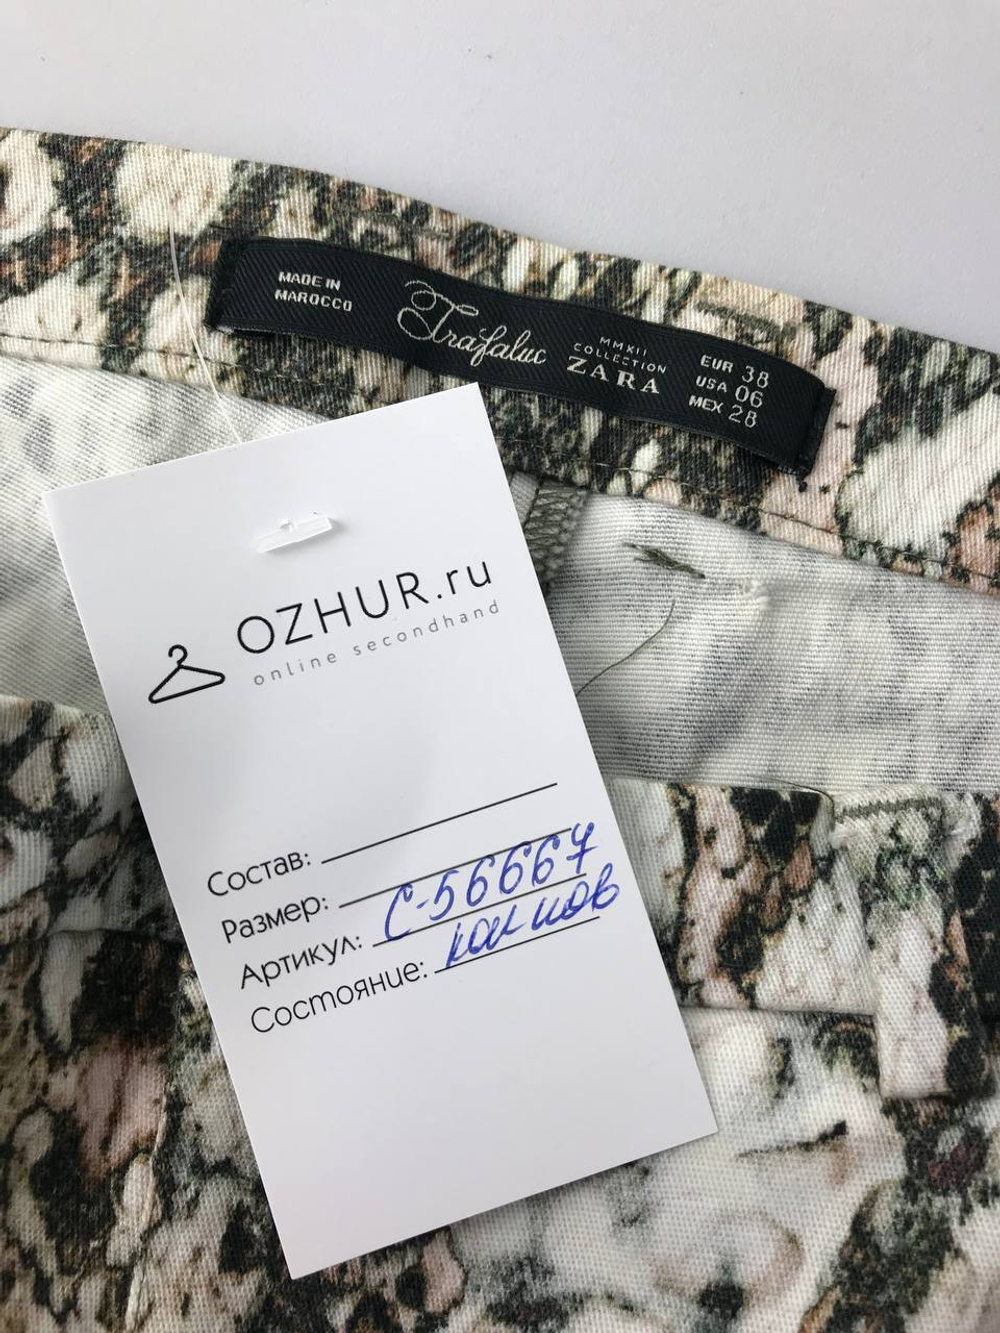 MADE IN
MAROCCO
Trafaluc
MMXII
COLLECTION
ZARA
EUR 38
USA 06
MEX 28
OZHUR.ru
online secondhand
Состав:
Размер:
Артикул: С-56667
Состояние: как нов